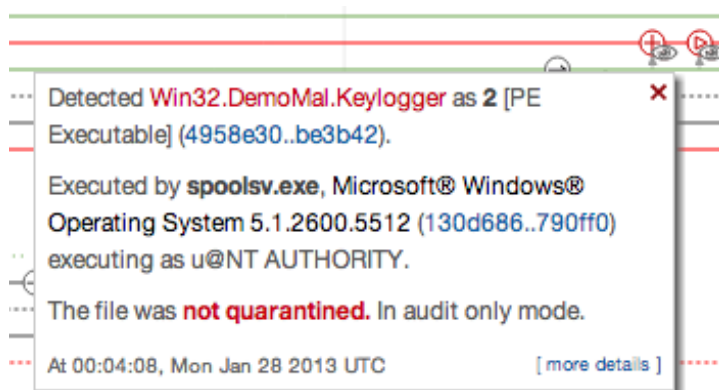 Detected Win32.DemoMal.Keylogger as 2 [PE
Executable] (4958e30..be3b42).
Executed by spoolsv.exe, Microsoft® Windows®
Operating System 5.1.2600.5512 (130d686..790ff0)
executing as u@NT AUTHORITY.
The file was not quarantined. In audit only mode.
At 00:04:08, Mon Jan 28 2013 UTC [ more details ]